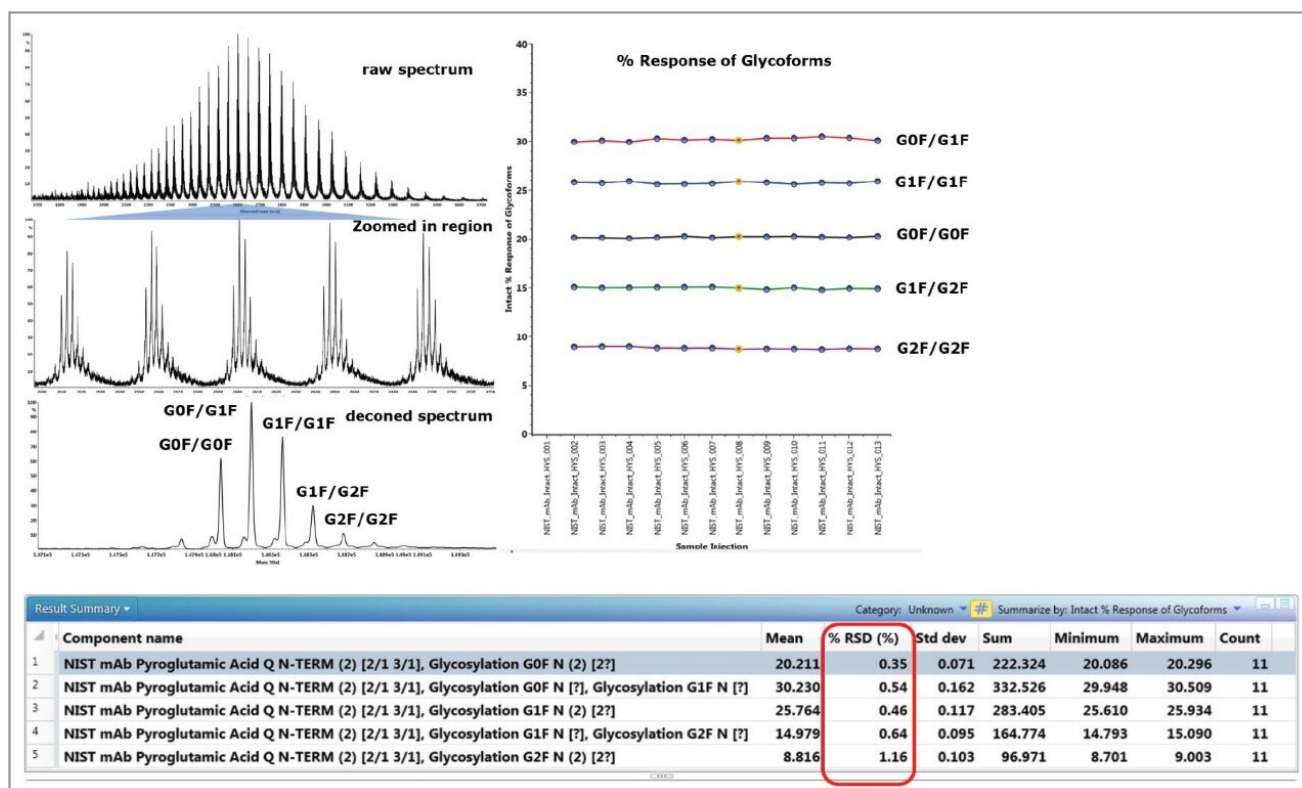 raw spectrum
Zoomed in region
deconed spectrum
G0F/G1F
G1F/G1F
G0F/G0F
G1F/G2F
G2F/G2F
% Response of Glycoforms
Intact % Response of Glycoforms
40
35
30
25
20
15
10
5
0
G0F/G1F
G1F/G1F
G0F/G0F
G1F/G2F
G2F/G2F
NIST_mAb_Intact_HYS_001
NIST_mAb_Intact_HYS_002
NIST_mAb_Intact_HYS_003
NIST_mAb_Intact_HYS_004
NIST_mAb_Intact_HYS_005
NIST_mAb_Intact_HYS_006
NIST_mAb_Intact_HYS_007
NIST_mAb_Intact_HYS_008
NIST_mAb_Intact_HYS_009
NIST_mAb_Intact_HYS_010
NIST_mAb_Intact_HYS_011
NIST_mAb_Intact_HYS_012
NIST_mAb_Intact_HYS_013
Sample Injection
Result Summary Category: Unknown # Summarize by: Intact % Response of Glycoforms
Component name Mean % RSD (%) Std dev Sum Minimum Maximum Count
1 NIST mAb Pyroglutamic Acid Q N-TERM (2) [2/1 3/1], Glycosylation G0F N (2) [2?] 20.211 0.35 0.071 222.324 20.086 20.296 11
2 NIST mAb Pyroglutamic Acid Q N-TERM (2) [2/1 3/1], Glycosylation G0F N [?], Glycosylation G1F N [?] 30.230 0.54 0.162 332.526 29.948 30.509 11
3 NIST mAb Pyroglutamic Acid Q N-TERM (2) [2/1 3/1], Glycosylation G1F N (2) [2?] 25.764 0.46 0.117 283.405 25.610 25.934 11
4 NIST mAb Pyroglutamic Acid Q N-TERM (2) [2/1 3/1], Glycosylation G1F N [?], Glycosylation G2F N [?] 14.979 0.64 0.095 164.774 14.793 15.090 11
5 NIST mAb Pyroglutamic Acid Q N-TERM (2) [2/1 3/1], Glycosylation G2F N (2) [2?] 8.816 1.16 0.103 96.971 8.701 9.003 11